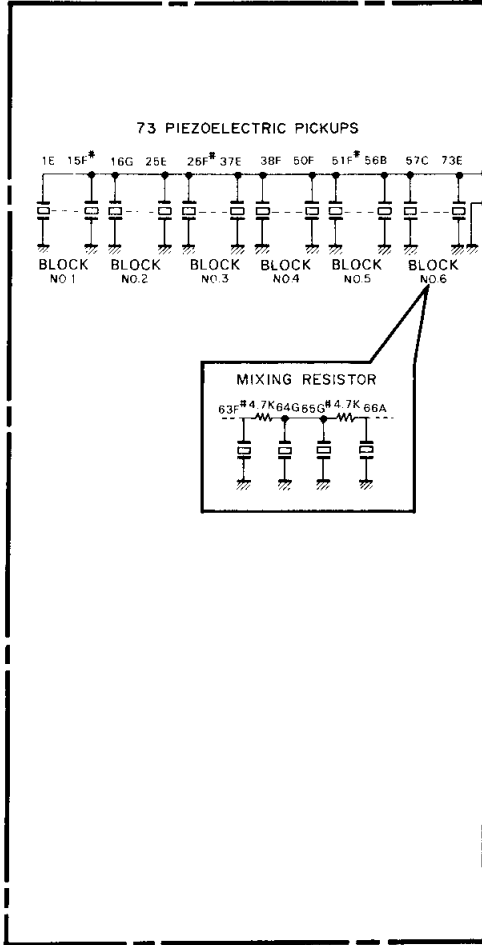 73 PIEZOELECTRIC PICKUPS
1E 15F# 16G 25E 26F# 37E 38F 50F 51F# 56B 57C 73E
BLOCK BLOCK BLOCK BLOCK BLOCK BLOCK
NO.1 NO.2 NO.3 NO.4 NO.5 NO.6
MIXING RESISTOR
63F# 4.7K 64G 65G# 4.7K 66A